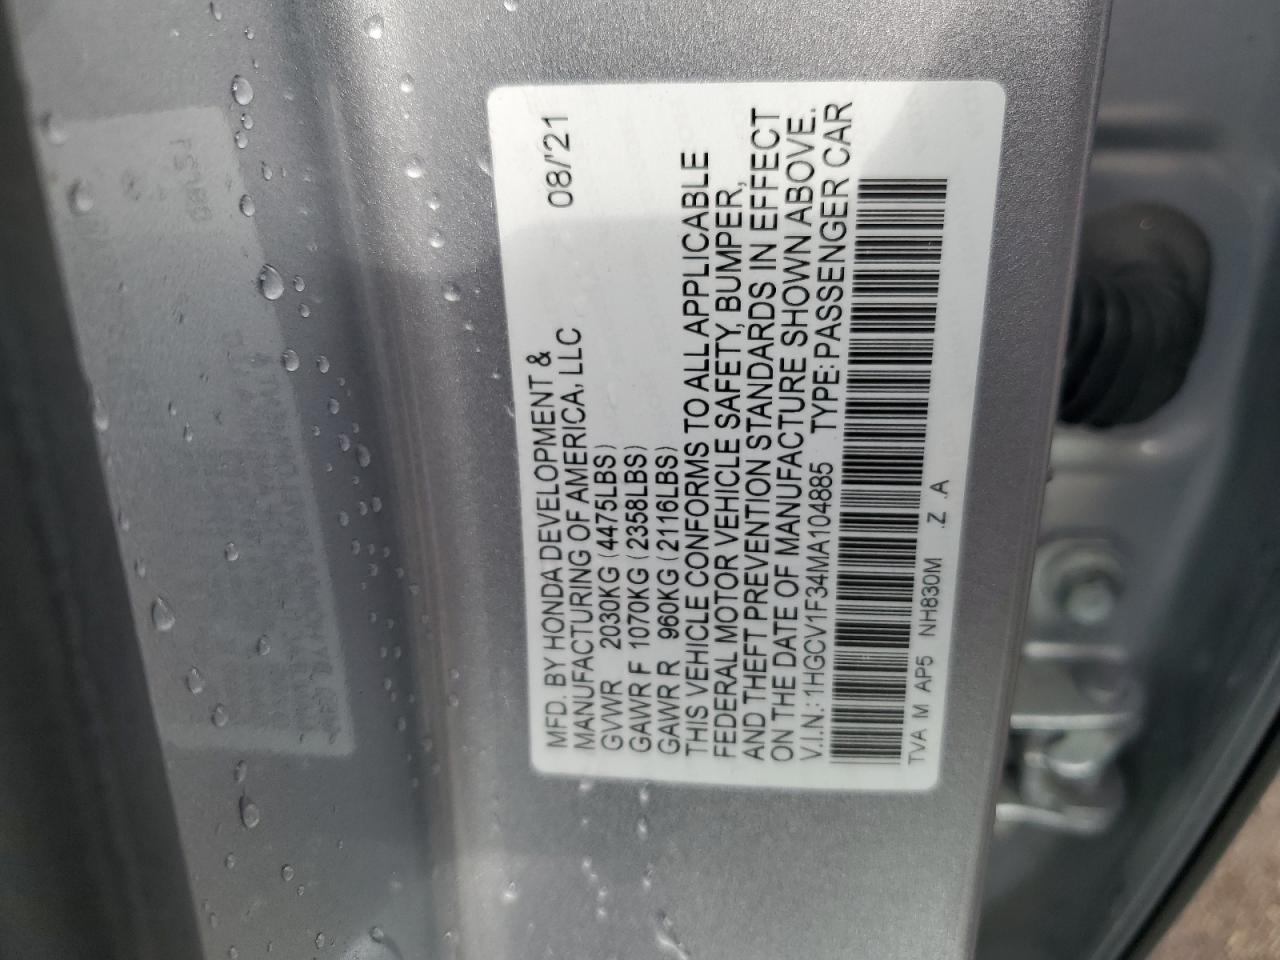 MFD. BY HONDA DEVELOPMENT &
MANUFACTURING OF AMERICA, LLC 08/'21
GVWR 2030KG (4475LBS)
GAWR F 1070KG (2358LBS)
GAWR R 960KG (2116LBS)
THIS VEHICLE CONFORMS TO ALL APPLICABLE
FEDERAL MOTOR VEHICLE SAFETY, BUMPER,
AND THEFT PREVENTION STANDARDS IN EFFECT
ON THE DATE OF MANUFACTURE SHOWN ABOVE..
V.I.N.:1HGCV1F34MA104885 TYPE:PASSENGER CAR
TVA M AP5 NH830M .Z .A